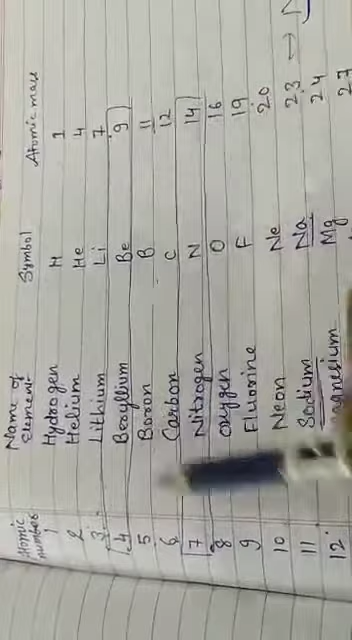 Atomic number Name of element Symbol Atomic mass
1 Hydrogen H 1
2 Helium He 4
3 Lithium Li 7
4 Beryllium Be 9
5 Boron B 11
6 Carbon C 12
7 Nitrogen N 14
8 Oxygen O 16
9 Fluorine F 19
10 Neon Ne 20
11 Sodium Na 23 →
12 Mg 24
27